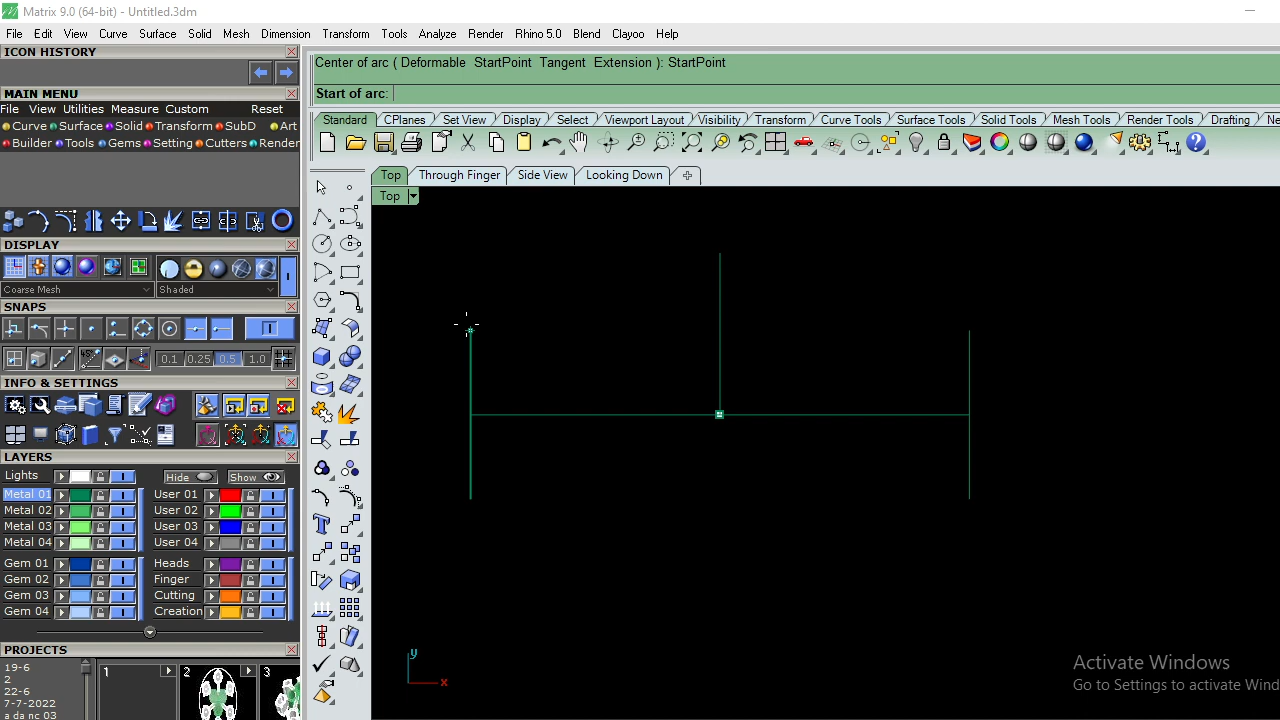 Matrix 9.0 (64-bit) - Untitled.3dm
File Edit View Curve Surface Solid Mesh Dimension Transform Tools Analyze Render Rhino 5.0 Blend Clayoo Help
ICON HISTORY
MAIN MENU
File View Utilities Measure Custom Reset
Curve Surface Solid Transform SubD Art
Builder Tools Gems Setting Cutters Render
DISPLAY
Coarse Mesh Shaded
SNAPS
0.1 0.25 0.5 1.0
INFO & SETTINGS
LAYERS
Lights Hide Show
Metal 01 User 01
Metal 02 User 02
Metal 03 User 03
Metal 04 User 04
Gem 01 Heads
Gem 02 Finger
Gem 03 Cutting
Gem 04 Creation
PROJECTS
19-6
2
22-6
7-7-2022
a da nc 03
1 2 3
Center of arc ( Deformable StartPoint Tangent Extension ): StartPoint
Start of arc:
Standard CPlanes Set View Display Select Viewport Layout Visibility Transform Curve Tools Surface Tools Solid Tools Mesh Tools Render Tools Drafting Ne
Top Through Finger Side View Looking Down
Top
y
x
Activate Windows
Go to Settings to activate Wind